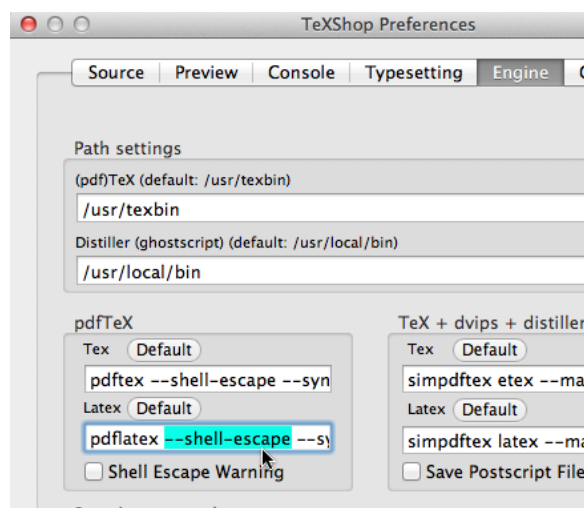 TeXShop Preferences
Source Preview Console Typesetting Engine
Path settings
(pdf)TeX (default: /usr/texbin)
/usr/texbin
Distiller (ghostscript) (default: /usr/local/bin)
/usr/local/bin
pdfTeX
Tex Default
pdftex --shell-escape --syn
Latex Default
pdflatex --shell-escape --sy
Shell Escape Warning
TeX + dvips + distiller
Tex Default
simpdftex etex --ma
Latex Default
simpdftex latex --ma
Save Postscript File